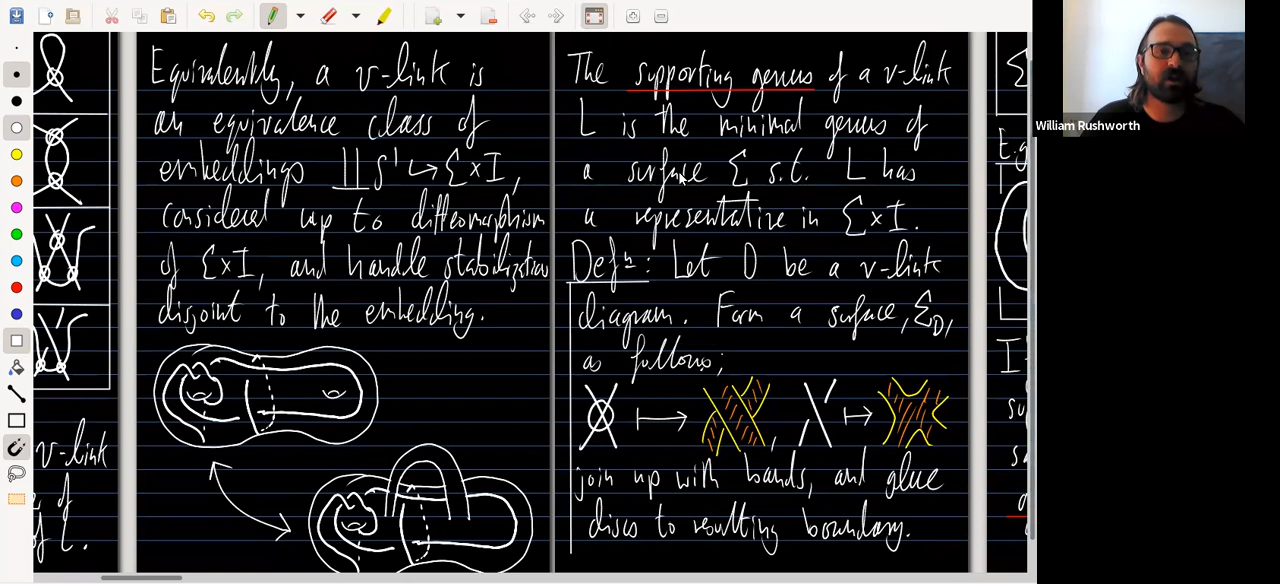 Equivalently, a v-link is
an equivalence class of
embeddings ∐ S¹ ↪ Σ×I,
considered up to diffeomorphism
of Σ×I, and handle stabilization
disjoint to the embedding.
The supporting genus of a v-link
L is the minimal genus of
a surface Σ s.t. L has
a representative in Σ×I.
Defⁿ: Let D be a v-link
diagram. Form a surface, Σ_D,
as follows;
join up with bands, and glue
discs to resulting boundary.
v-link
of
of L.
William Rushworth